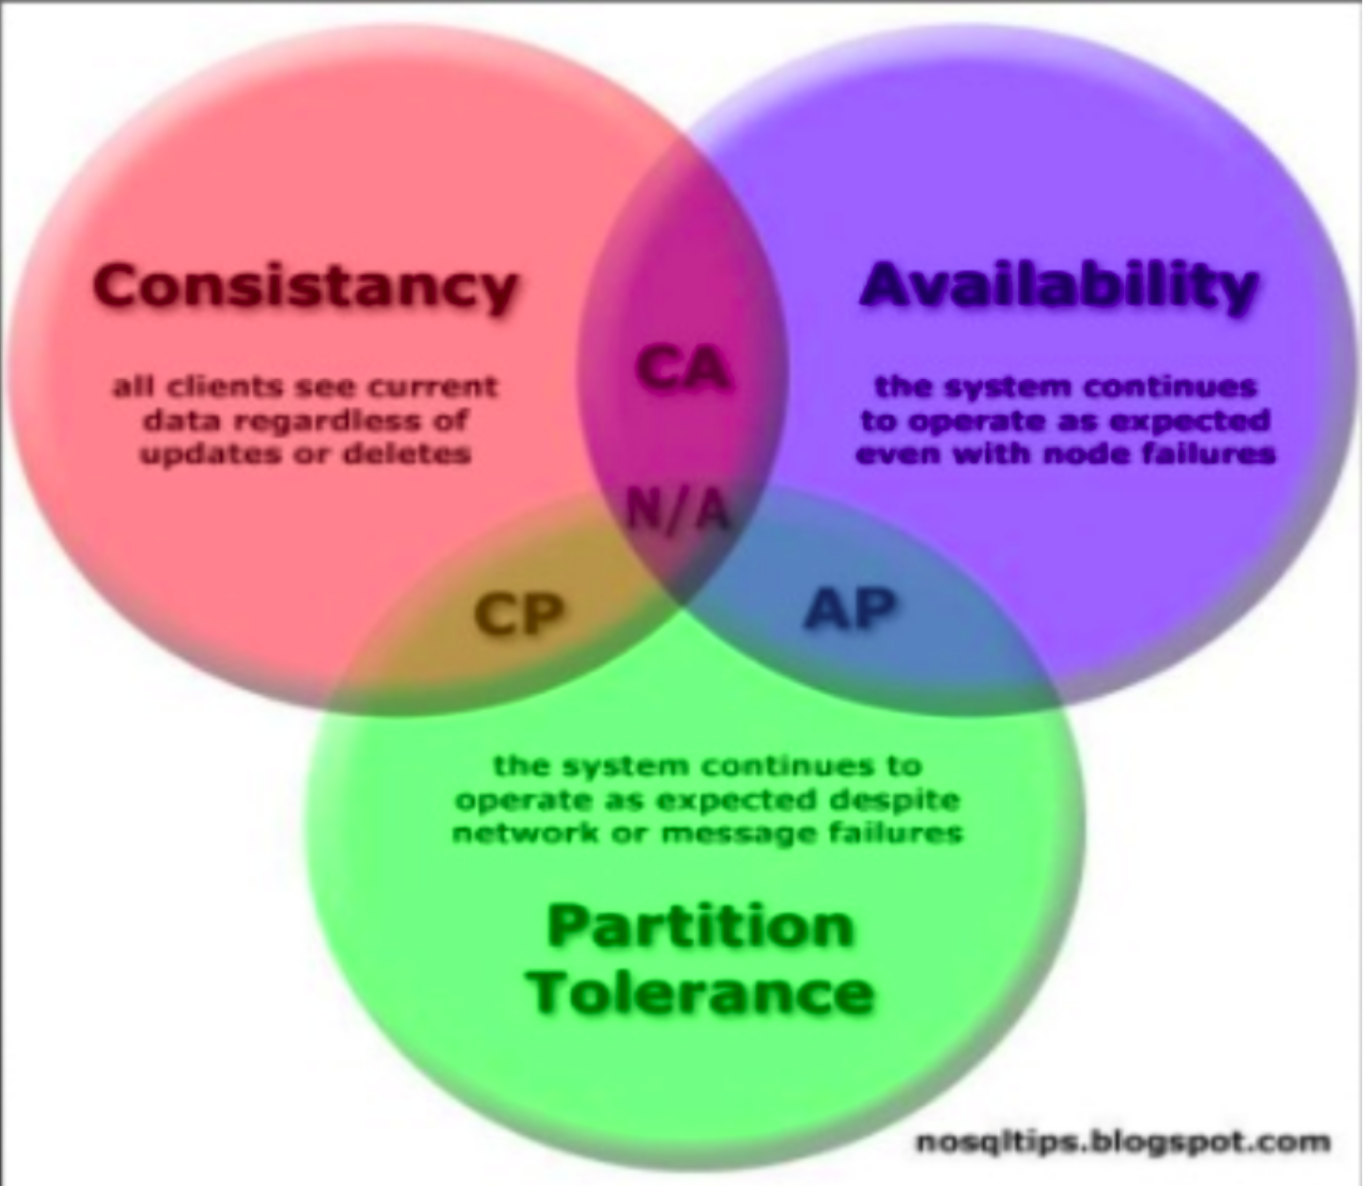 Consistancy
all clients see current
data regardless of
updates or deletes
Availability
the system continues
to operate as expected
even with node failures
CA
N/A
CP
AP
the system continues to
operate as expected despite
network or message failures
Partition
Tolerance
nosqltips.blogspot.com